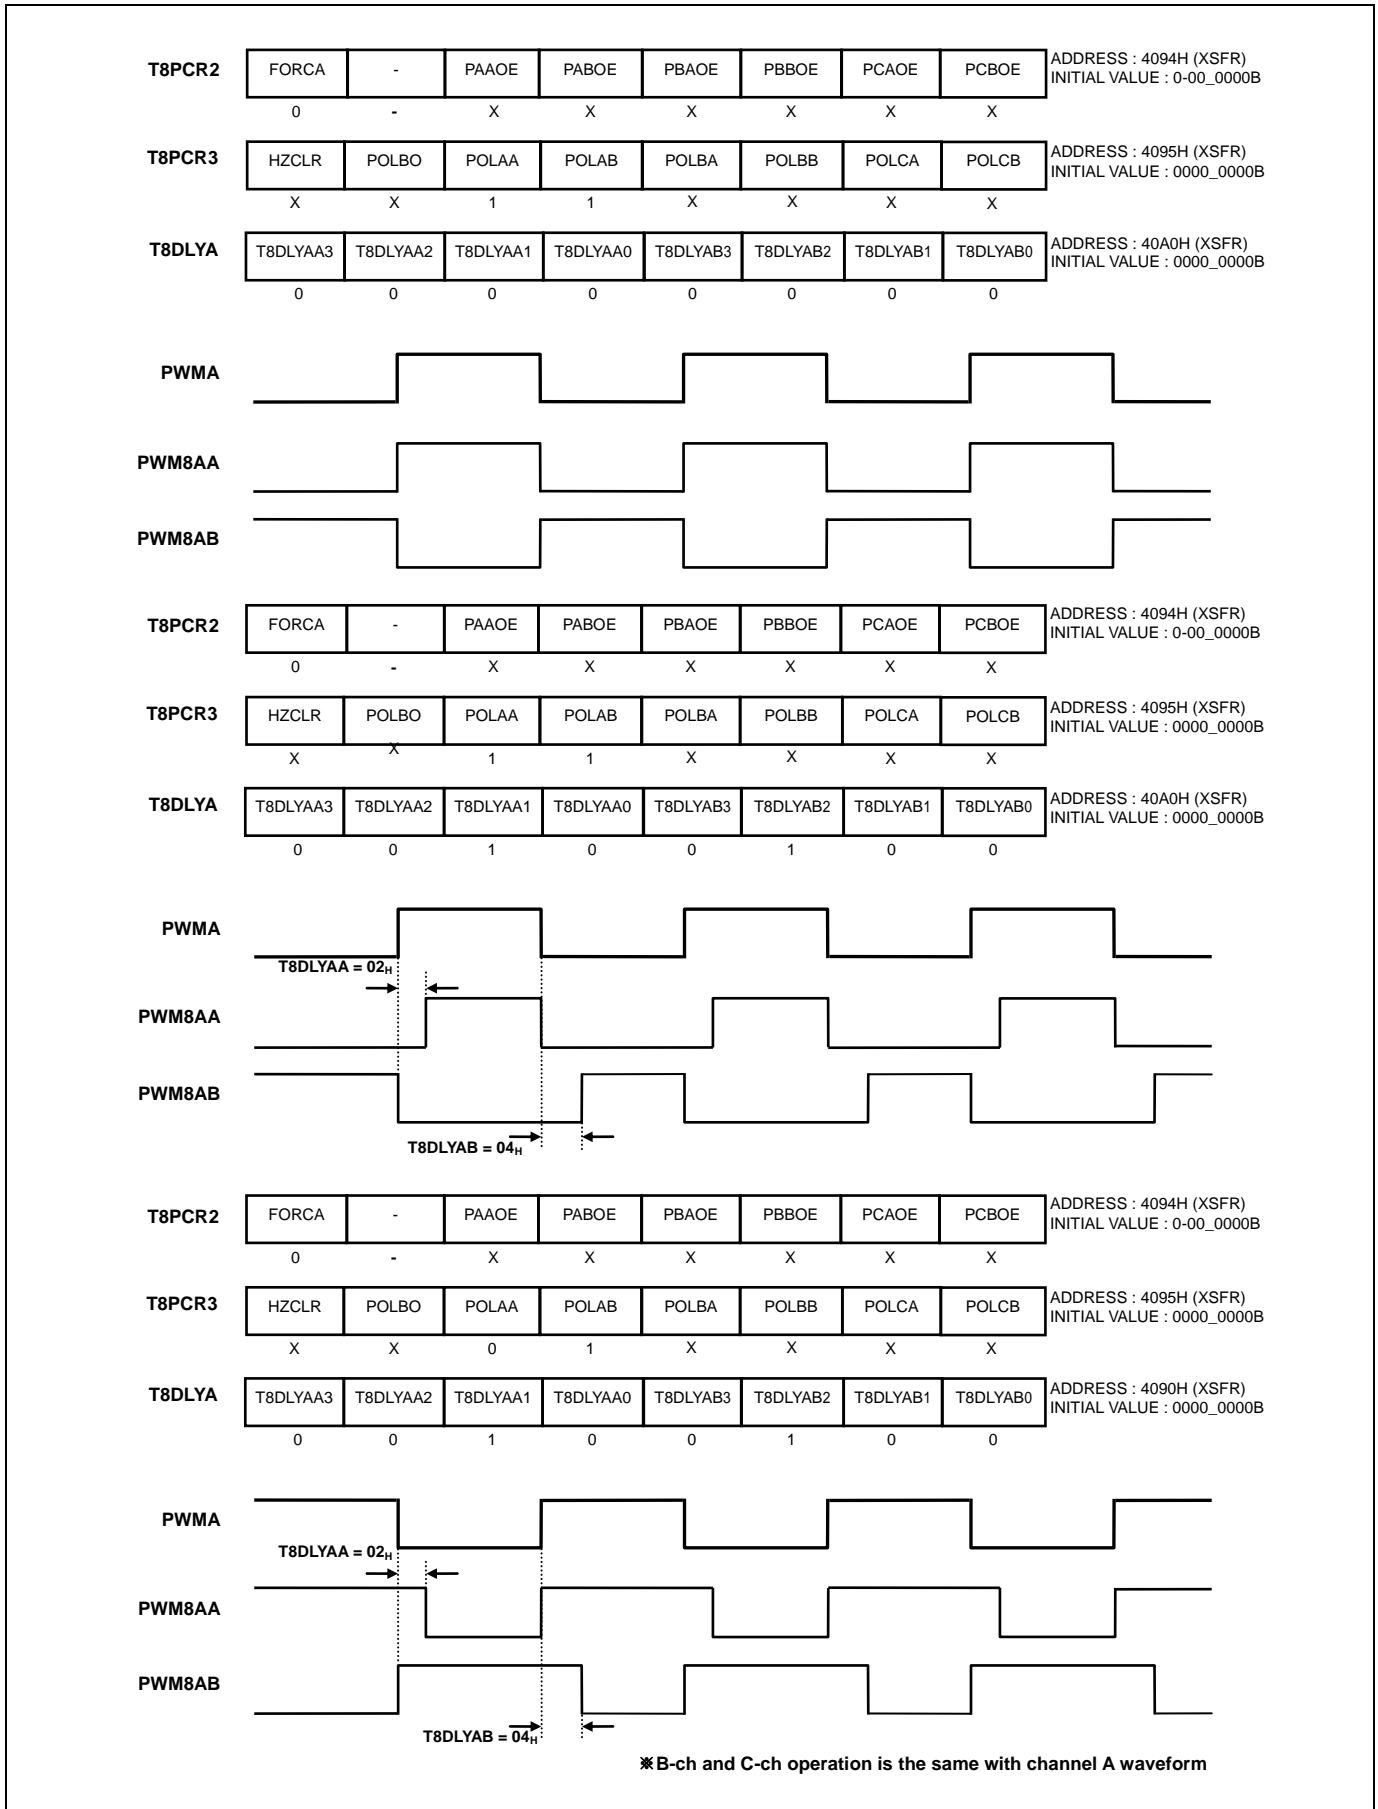 T8PCR2 FORCA - PAAOE PABOE PBAOE PBBOE PCAOE PCBOE ADDRESS : 4094H (XSFR)
INITIAL VALUE : 0-00_0000B
0 - X X X X X X
T8PCR3 HZCLR POLBO POLAA POLAB POLBA POLBB POLCA POLCB ADDRESS : 4095H (XSFR)
INITIAL VALUE : 0000_0000B
X X 1 1 X X X X
T8DLYA T8DLYAA3 T8DLYAA2 T8DLYAA1 T8DLYAA0 T8DLYAB3 T8DLYAB2 T8DLYAB1 T8DLYAB0 ADDRESS : 40A0H (XSFR)
INITIAL VALUE : 0000_0000B
0 0 0 0 0 0 0 0
PWMA
PWM8AA
PWM8AB
T8PCR2 FORCA - PAAOE PABOE PBAOE PBBOE PCAOE PCBOE ADDRESS : 4094H (XSFR)
INITIAL VALUE : 0-00_0000B
0 - X X X X X X
T8PCR3 HZCLR POLBO POLAA POLAB POLBA POLBB POLCA POLCB ADDRESS : 4095H (XSFR)
INITIAL VALUE : 0000_0000B
X X 1 1 X X X X
T8DLYA T8DLYAA3 T8DLYAA2 T8DLYAA1 T8DLYAA0 T8DLYAB3 T8DLYAB2 T8DLYAB1 T8DLYAB0 ADDRESS : 40A0H (XSFR)
INITIAL VALUE : 0000_0000B
0 0 1 0 0 1 0 0
PWMA
T8DLYAA = 02H
PWM8AA
PWM8AB
T8DLYAB = 04H
T8PCR2 FORCA - PAAOE PABOE PBAOE PBBOE PCAOE PCBOE ADDRESS : 4094H (XSFR)
INITIAL VALUE : 0-00_0000B
0 - X X X X X X
T8PCR3 HZCLR POLBO POLAA POLAB POLBA POLBB POLCA POLCB ADDRESS : 4095H (XSFR)
INITIAL VALUE : 0000_0000B
X X 0 1 X X X X
T8DLYA T8DLYAA3 T8DLYAA2 T8DLYAA1 T8DLYAA0 T8DLYAB3 T8DLYAB2 T8DLYAB1 T8DLYAB0 ADDRESS : 4090H (XSFR)
INITIAL VALUE : 0000_0000B
0 0 1 0 0 1 0 0
PWMA
T8DLYAA = 02H
PWM8AA
PWM8AB
T8DLYAB = 04H
※B-ch and C-ch operation is the same with channel A waveform